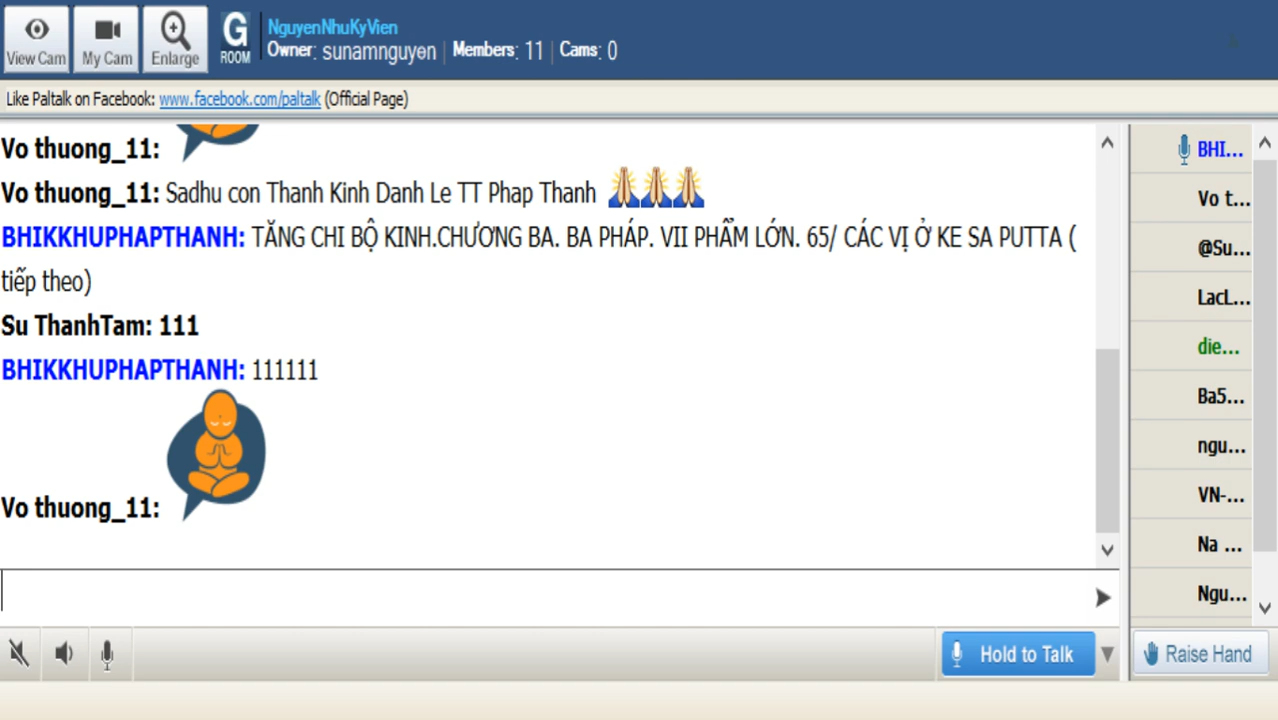 View Cam
My Cam
Enlarge
G
ROOM
NguyenNhuKyVien
Owner: sunamnguyen | Members: 11 | Cams: 0
Like Paltalk on Facebook: www.facebook.com/paltalk (Official Page)
Vo thuong_11:
Vo thuong_11: Sadhu con Thanh Kinh Danh Le TT Phap Thanh
BHIKKHUPHAPTHANH: TĂNG CHI BỘ KINH.CHƯƠNG BA. BA PHÁP. VII PHẨM LỚN. 65/ CÁC VỊ Ở KE SA PUTTA (
tiếp theo)
Su ThanhTam: 111
BHIKKHUPHAPTHANH: 111111
Vo thuong_11:
BHI...
Vo t...
@Su...
LacL...
die...
Ba5...
ngu...
VN-...
Na ...
Ngu...
Hold to Talk
Raise Hand